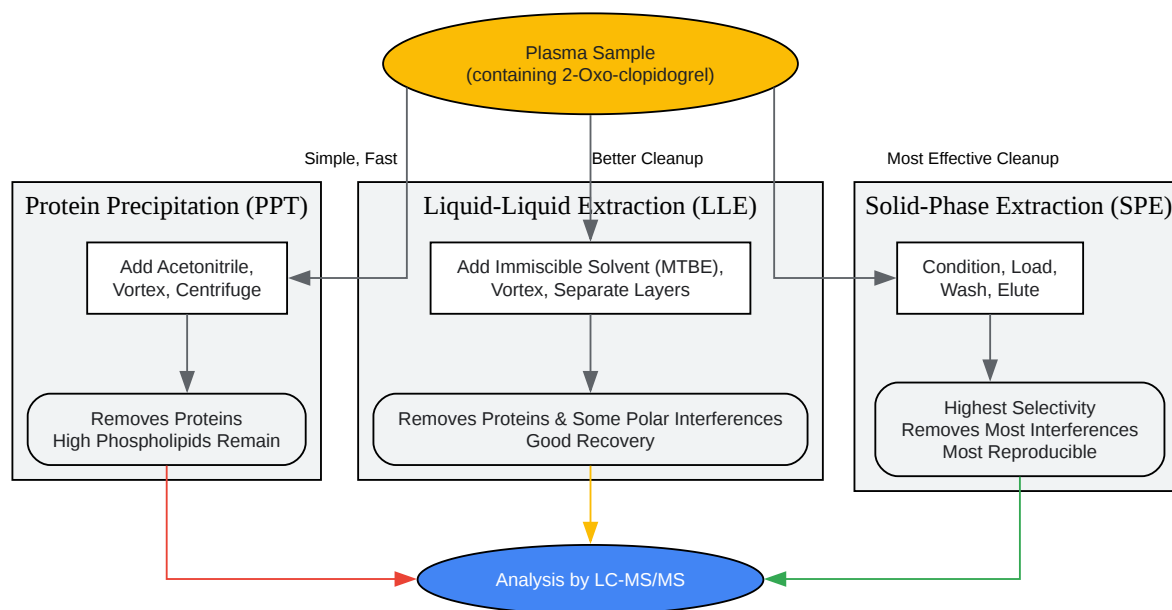 Plasma Sample
(containing 2-Oxo-clopidogrel)
Simple, Fast
Better Cleanup
Most Effective Cleanup
Protein Precipitation (PPT)
Add Acetonitrile,
Vortex, Centrifuge
Removes Proteins
High Phospholipids Remain
Liquid-Liquid Extraction (LLE)
Add Immiscible Solvent (MTBE),
Vortex, Separate Layers
Removes Proteins & Some Polar Interferences
Good Recovery
Solid-Phase Extraction (SPE)
Condition, Load,
Wash, Elute
Highest Selectivity
Removes Most Interferences
Most Reproducible
Analysis by LC-MS/MS